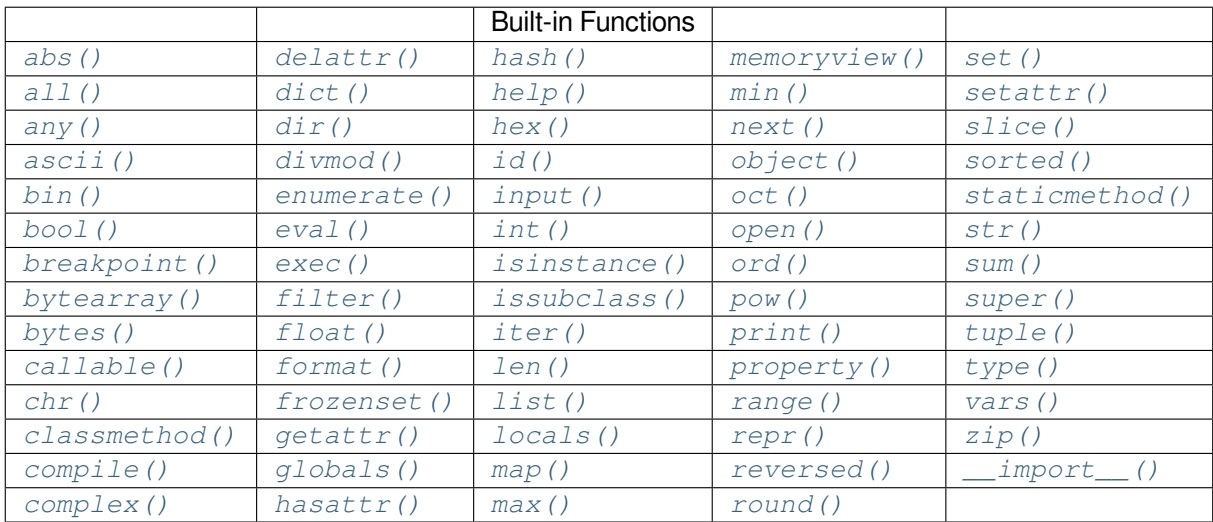 Built-in Functions
abs() delattr() hash() memoryview() set()
all() dict() help() min() setattr()
any() dir() hex() next() slice()
ascii() divmod() id() object() sorted()
bin() enumerate() input() oct() staticmethod()
bool() eval() int() open() str()
breakpoint() exec() isinstance() ord() sum()
bytearray() filter() issubclass() pow() super()
bytes() float() iter() print() tuple()
callable() format() len() property() type()
chr() frozenset() list() range() vars()
classmethod() getattr() locals() repr() zip()
compile() globals() map() reversed() __import__()
complex() hasattr() max() round()